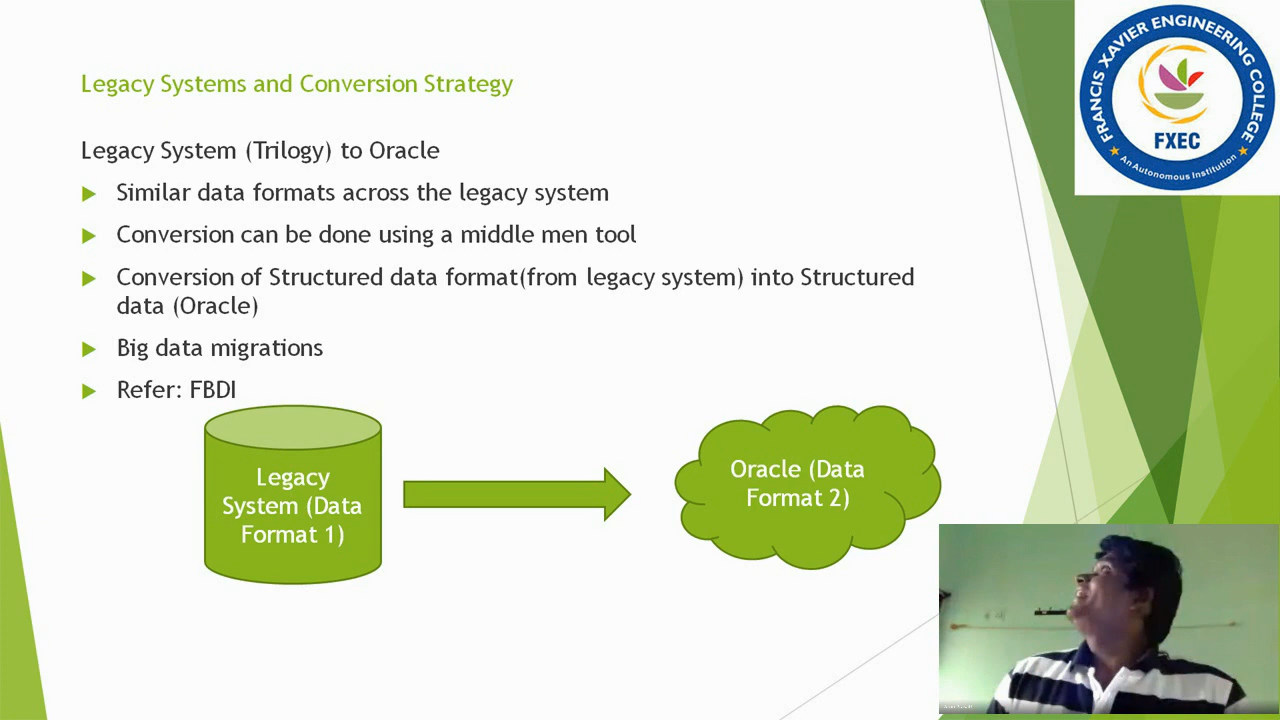 Legacy Systems and Conversion Strategy
Legacy System (Trilogy) to Oracle
Similar data formats across the legacy system
Conversion can be done using a middle men tool
Conversion of Structured data format(from legacy system) into Structured
data (Oracle)
Big data migrations
Refer: FBDI
Legacy
System (Data
Format 1)
Oracle (Data
Format 2)
FRANCIS XAVIER ENGINEERING COLLEGE
FXEC
An Autonomous Institution